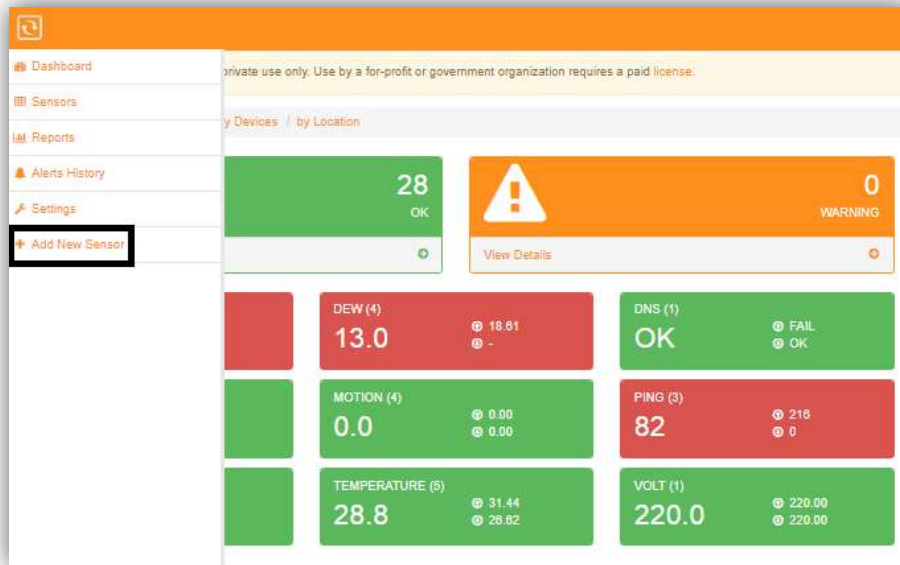 Dashboard
Sensors
Reports
Alerts History
Settings
Add New Sensor
private use only. Use by a for-profit or government organization requires a paid license.
y Devices / by Location
28
OK
0
WARNING
View Details
DEW (4)
13.0
18.61
-
DNS (1)
OK
FAIL
OK
MOTION (4)
0.0
0.00
0.00
PING (3)
82
216
0
TEMPERATURE (5)
28.8
31.44
26.62
VOLT (1)
220.0
220.00
220.00